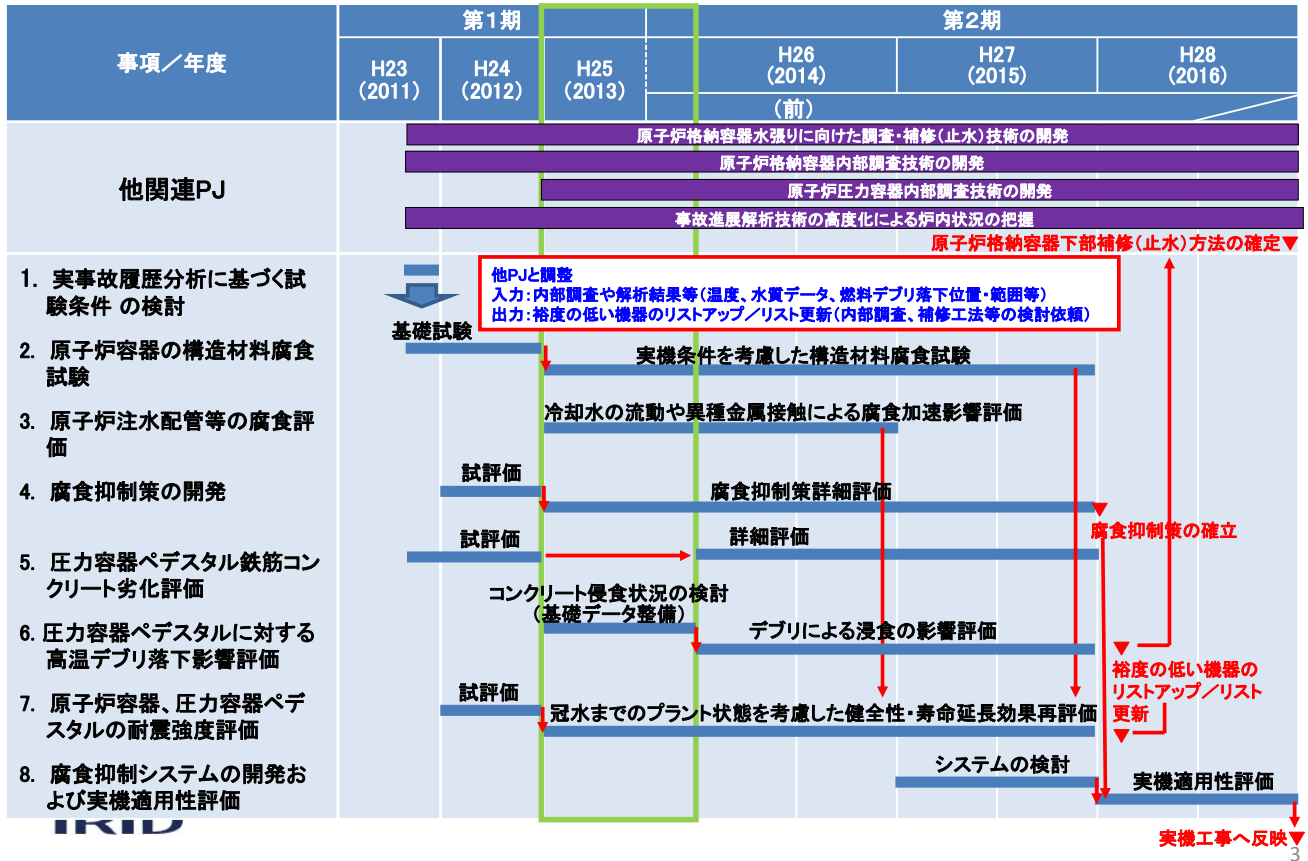 第1期
第2期
事項／年度
H23
(2011)
H24
(2012)
H25
(2013)
H26
(2014)
H27
(2015)
H28
(2016)
（前）
他関連PJ
原子炉格納容器水張りに向けた調査・補修（止水）技術の開発
原子炉格納容器内部調査技術の開発
原子炉圧力容器内部調査技術の開発
事故進展解析技術の高度化による炉内状況の把握
原子炉格納容器下部補修（止水）方法の確定▼
1. 実事故履歴分析に基づく試
験条件 の検討
他PJと調整
入力：内部調査や解析結果等（温度、水質データ、燃料デブリ落下位置・範囲等）
出力：裕度の低い機器のリストアップ／リスト更新（内部調査、補修工法等の検討依頼）
2. 原子炉容器の構造材料腐食
試験
基礎試験
実機条件を考慮した構造材料腐食試験
3. 原子炉注水配管等の腐食評
価
冷却水の流動や異種金属接触による腐食加速影響評価
4. 腐食抑制策の開発
試評価
腐食抑制策詳細評価
▼
腐食抑制策の確立
5. 圧力容器ペデスタル鉄筋コン
クリート劣化評価
試評価
詳細評価
6. 圧力容器ペデスタルに対する
高温デブリ落下影響評価
コンクリート侵食状況の検討
（基礎データ整備）
デブリによる浸食の影響評価
▼
裕度の低い機器の
リストアップ／リスト
更新
▼
7. 原子炉容器、圧力容器ペデ
スタルの耐震強度評価
試評価
冠水までのプラント状態を考慮した健全性・寿命延長効果再評価
8. 腐食抑制システムの開発お
よび実機適用性評価
システムの検討
実機適用性評価
実機工事へ反映▼
IRID
3